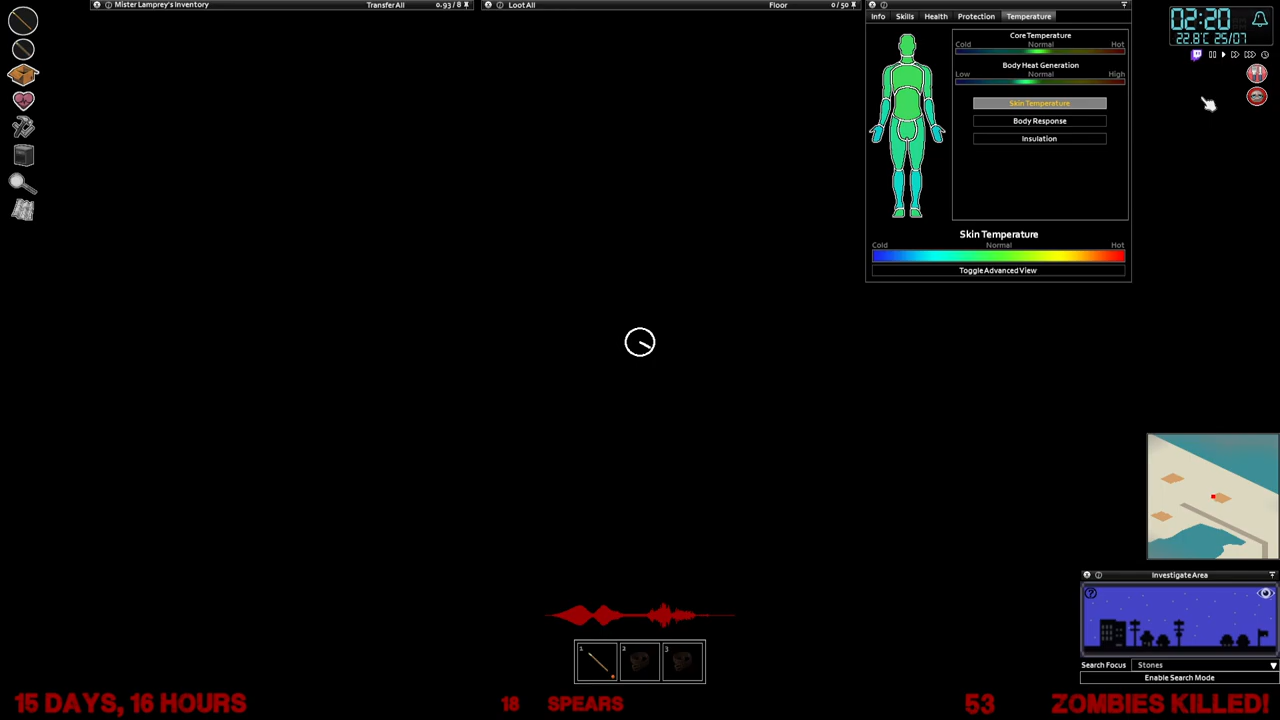 Mister Lamprey's Inventory Transfer All 0.93 / 8
Loot All Floor 0 / 50
Info Skills Health Protection Temperature
Core Temperature
Cold Normal Hot
Body Heat Generation
Low Normal High
Skin Temperature
Body Response
Insulation
Skin Temperature
Cold Normal Hot
Toggle Advanced View
02:20
22.8°C 25/07
Investigate Area
?
Search Focus Stones
Enable Search Mode
1 2 3
15 DAYS, 16 HOURS 18 SPEARS 53 ZOMBIES KILLED!